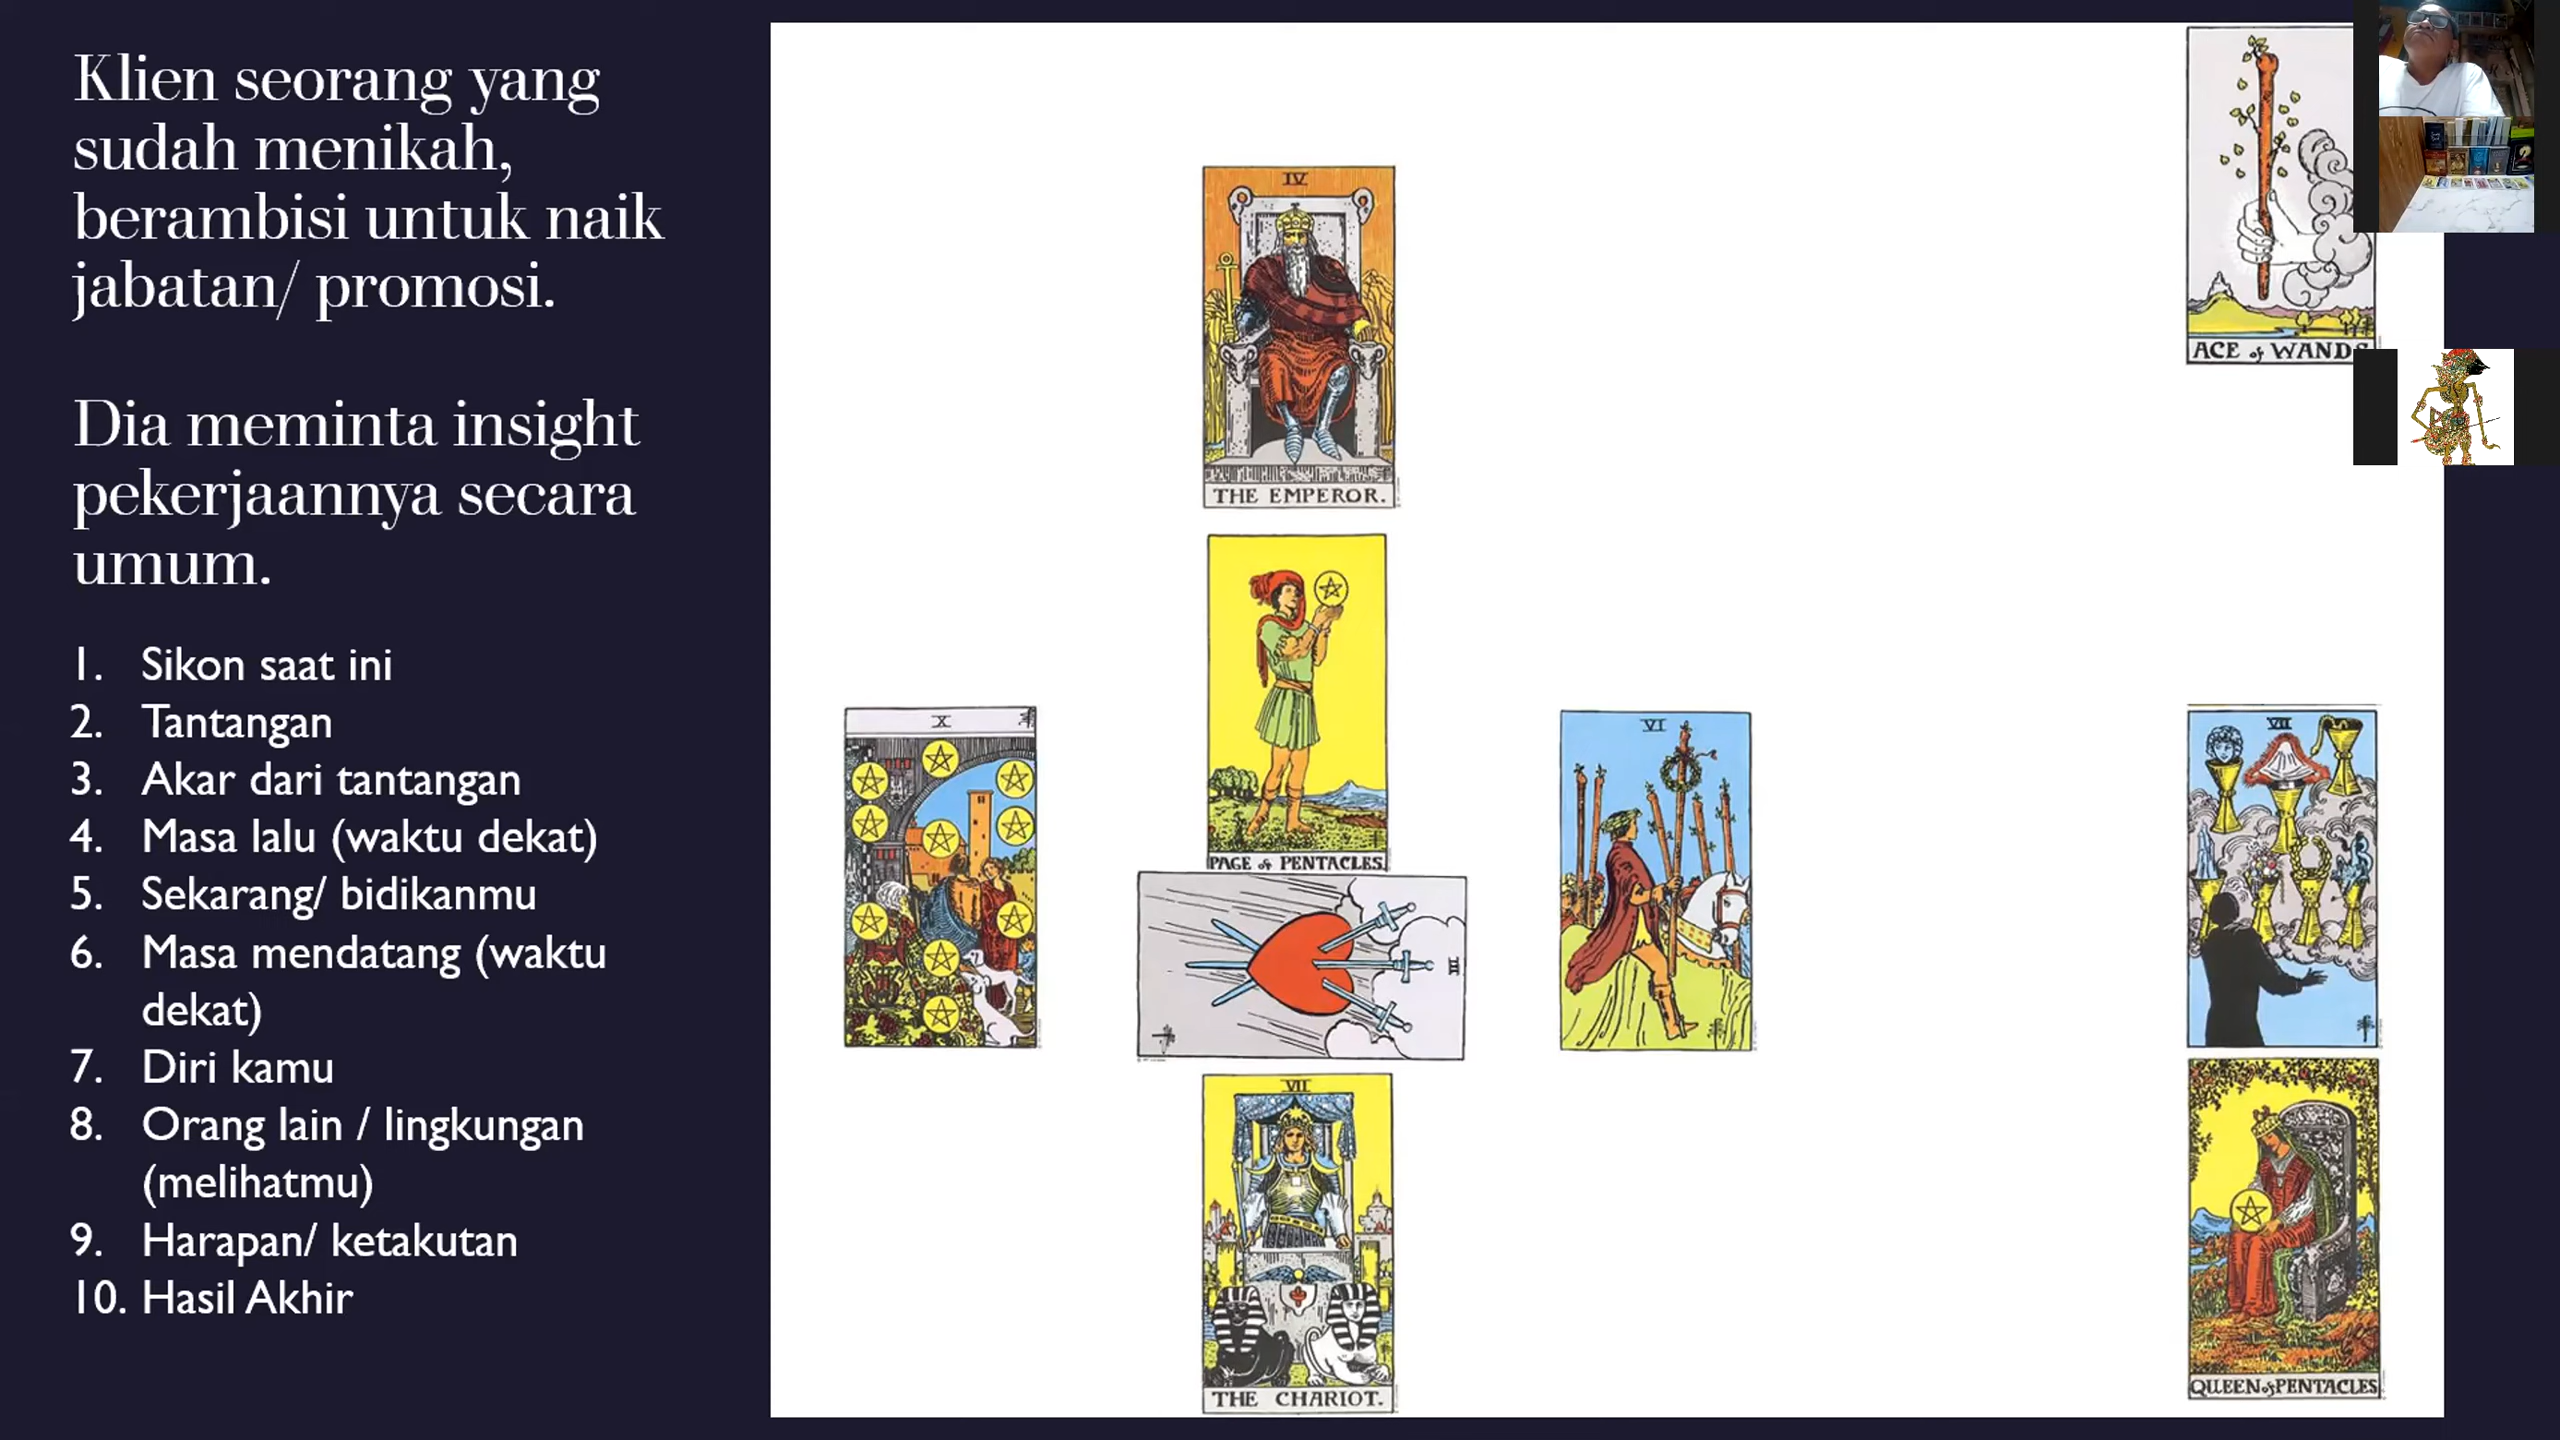 Klien seorang yang
sudah menikah,
berambisi untuk naik
jabatan/ promosi.
Dia meminta insight
pekerjaannya secara
umum.
1. Sikon saat ini
2. Tantangan
3. Akar dari tantangan
4. Masa lalu (waktu dekat)
5. Sekarang/ bidikanmu
6. Masa mendatang (waktu
dekat)
7. Diri kamu
8. Orang lain / lingkungan
(melihatmu)
9. Harapan/ ketakutan
10. Hasil Akhir
IV
THE EMPEROR.
PAGE of PENTACLES.
X
III
VI
VII
THE CHARIOT.
ACE of WANDS
VII
QUEEN of PENTACLES